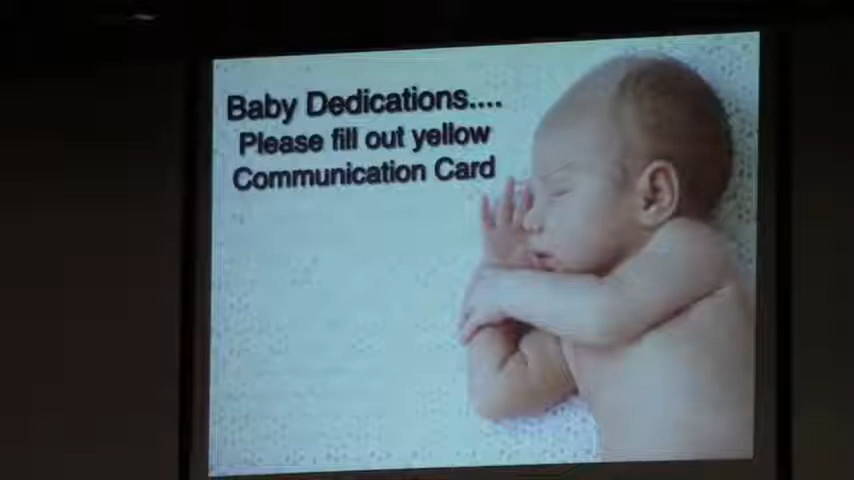 Baby Dedications....
Please fill out yellow
Communication Card